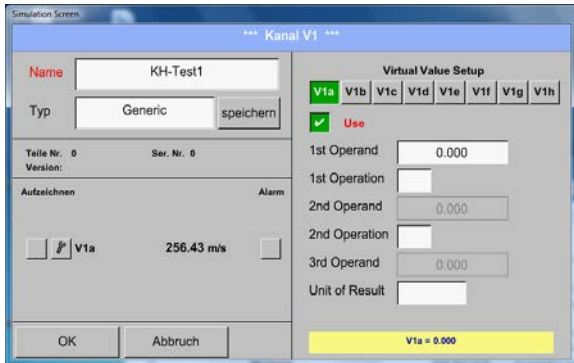 Simulation Screen
*** Kanal V1 ***
Name KH-Test1
Typ Generic speichern
Teile Nr. 0 Ser. Nr. 0
Version:
Aufzeichnen Alarm
V1a 256.43 m/s
OK Abbruch
Virtual Value Setup
V1a V1b V1c V1d V1e V1f V1g V1h
Use
1st Operand 0.000
1st Operation
2nd Operand 0.000
2nd Operation
3rd Operand 0.000
Unit of Result
V1a = 0.000